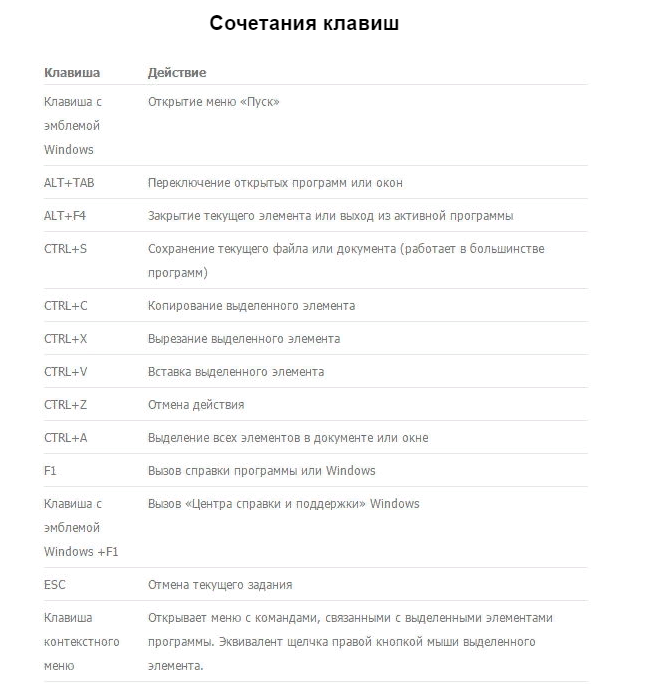 Сочетания клавиш
Клавиша Действие
Клавиша с Открытие меню «Пуск»
эмблемой
Windows
ALT+TAB Переключение открытых программ или окон
ALT+F4 Закрытие текущего элемента или выход из активной программы
CTRL+S Сохранение текущего файла или документа (работает в большинстве
программ)
CTRL+C Копирование выделенного элемента
CTRL+X Вырезание выделенного элемента
CTRL+V Вставка выделенного элемента
CTRL+Z Отмена действия
CTRL+A Выделение всех элементов в документе или окне
F1 Вызов справки программы или Windows
Клавиша с Вызов «Центра справки и поддержки» Windows
эмблемой
Windows +F1
ESC Отмена текущего задания
Клавиша Открывает меню с командами, связанными с выделенными элементами
контекстного программы. Эквивалент щелчка правой кнопкой мыши выделенного
меню элемента.